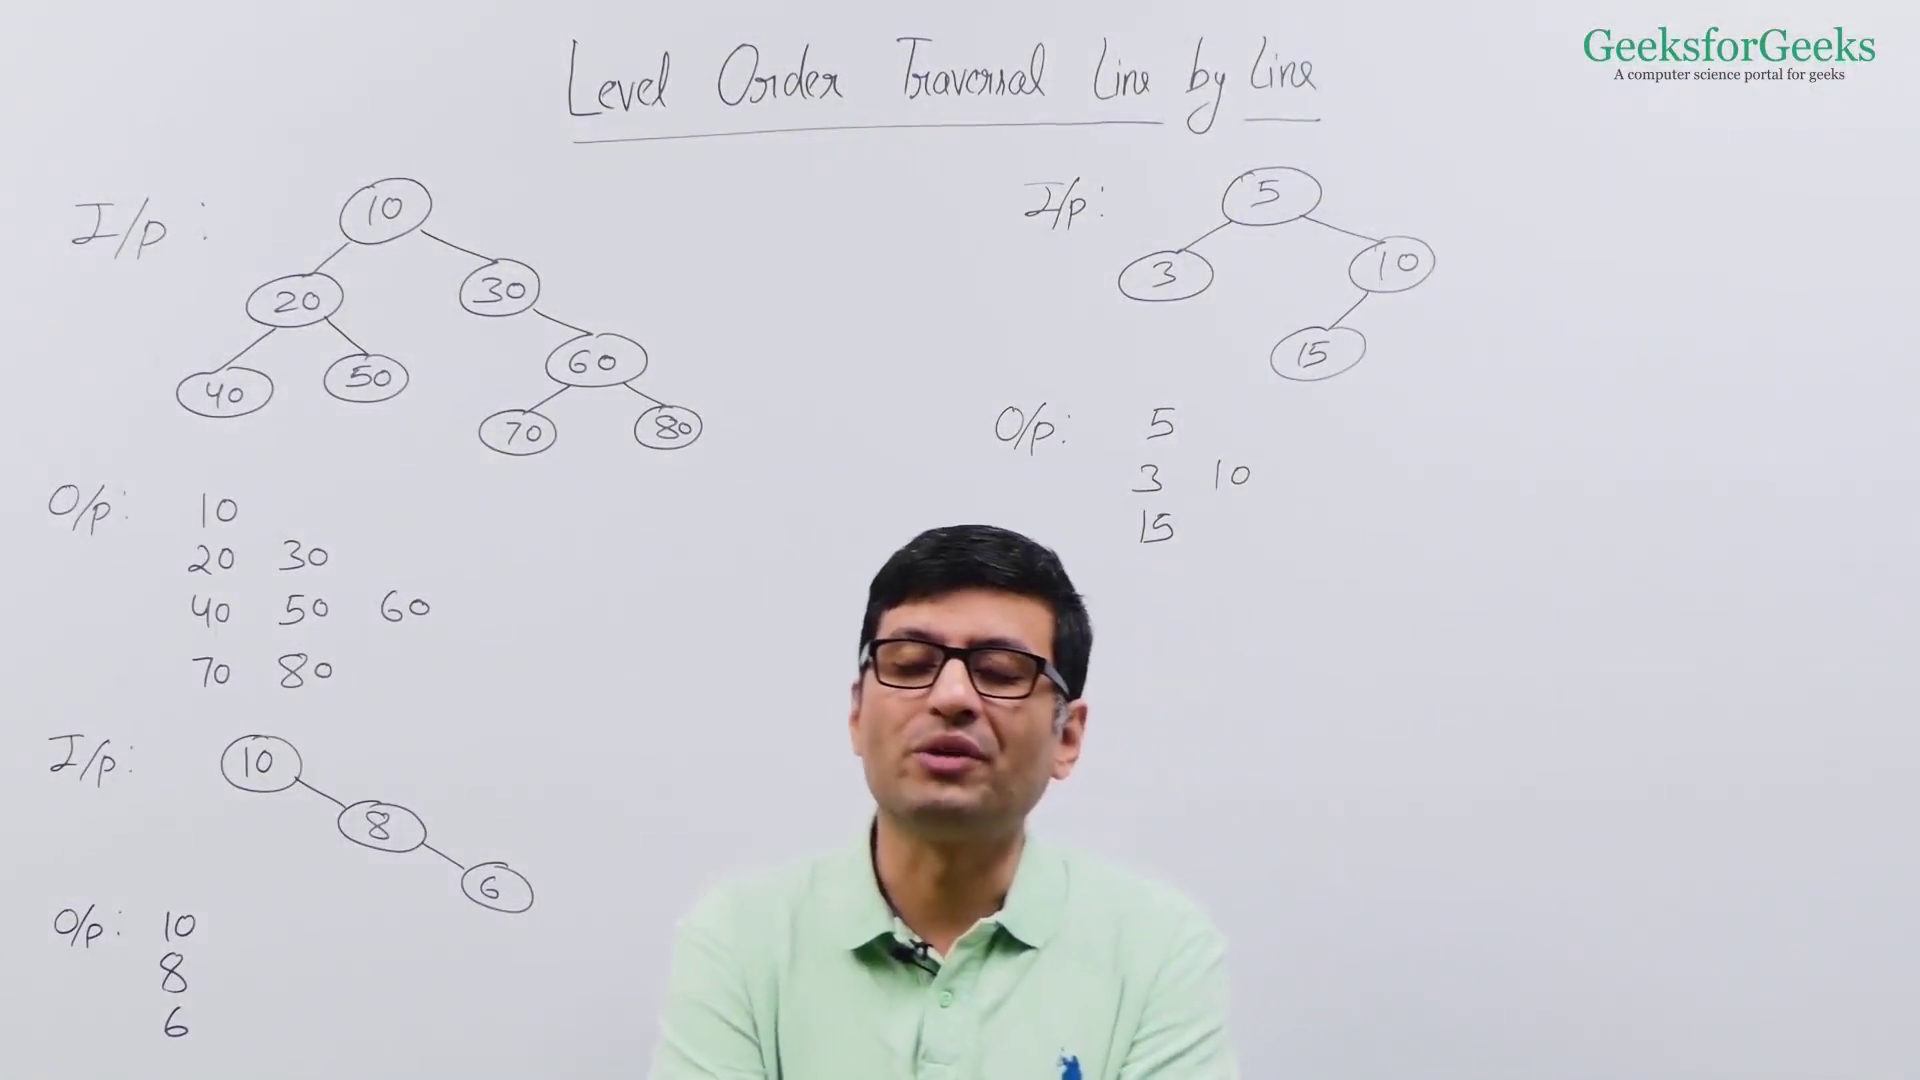 GeeksforGeeks
A computer science portal for geeks
Level Order Traversal Line by Line
I/p :
10
20 30
40 50 60
70 80
O/p: 10
20 30
40 50 60
70 80
I/p: 10
8
6
O/p: 10
8
6
I/p: 5
3 10
15
O/p: 5
3 10
15